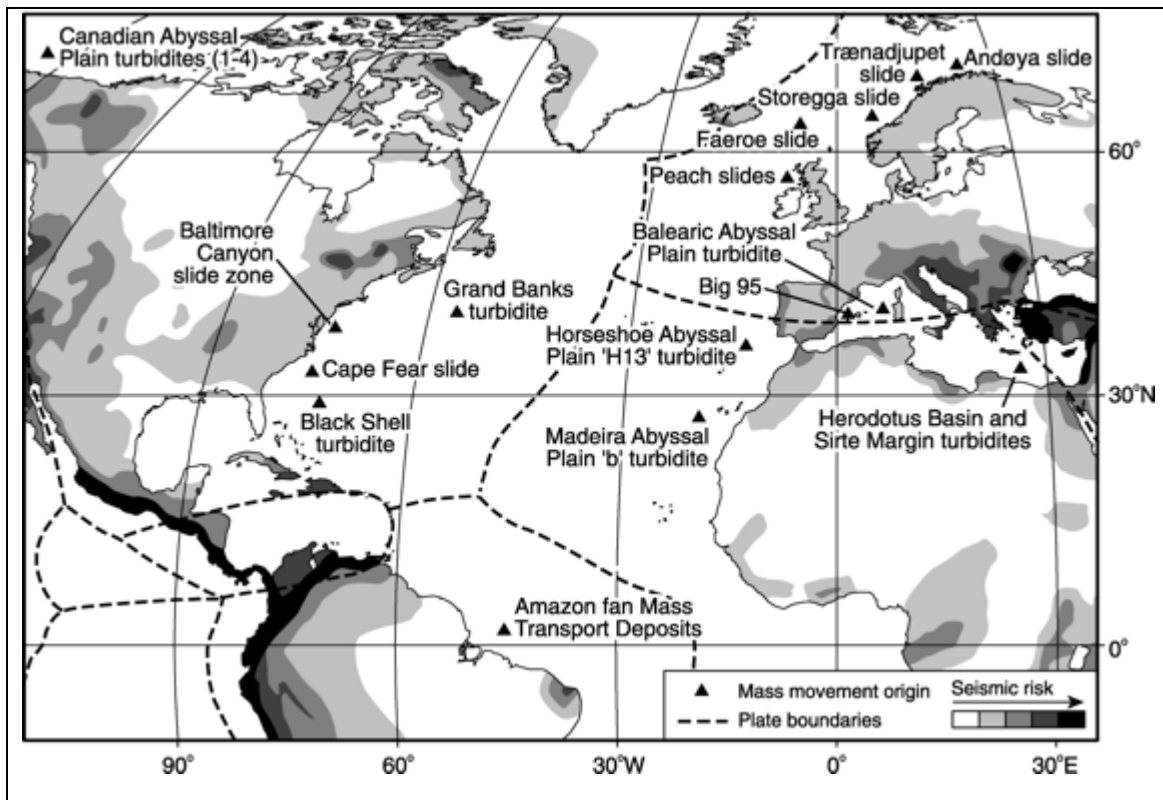 Canadian Abyssal
Plain turbidites (1-4)
Trænadjupet
slide
Andøya slide
Storegga slide
Faeroe slide
60°
Peach slides
Baltimore
Canyon
slide zone
Balearic Abyssal
Plain turbidite
Big 95
Grand Banks
turbidite
Horseshoe Abyssal
Plain 'H13' turbidite
Cape Fear slide
30°N
Black Shell
turbidite
Madeira Abyssal
Plain 'b' turbidite
Herodotus Basin and
Sirte Margin turbidites
Amazon fan Mass
Transport Deposits
0°
Mass movement origin
Plate boundaries
Seismic risk
90°
60°
30°W
0°
30°E